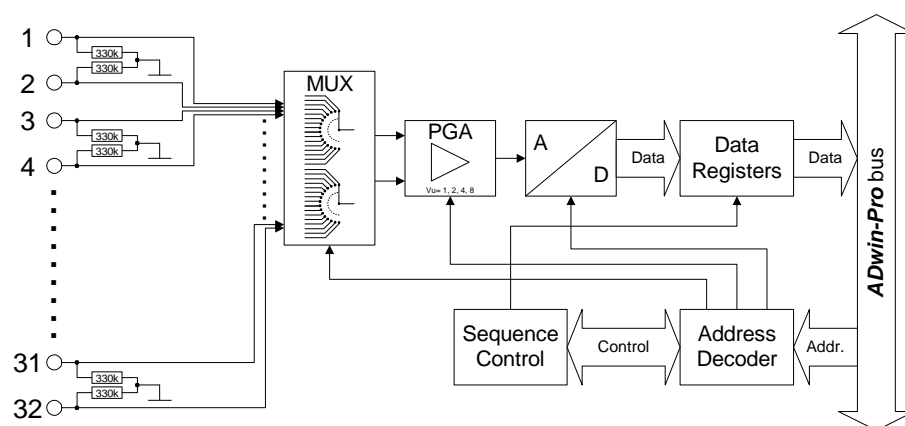 1
330k
330k
2
3
330k
330k
4
31
330k
330k
32
MUX
PGA
Vu= 1, 2, 4, 8
A
D
Data
Data
Registers
Data
Sequence
Control
Control
Address
Decoder
Addr.
ADwin-Pro bus